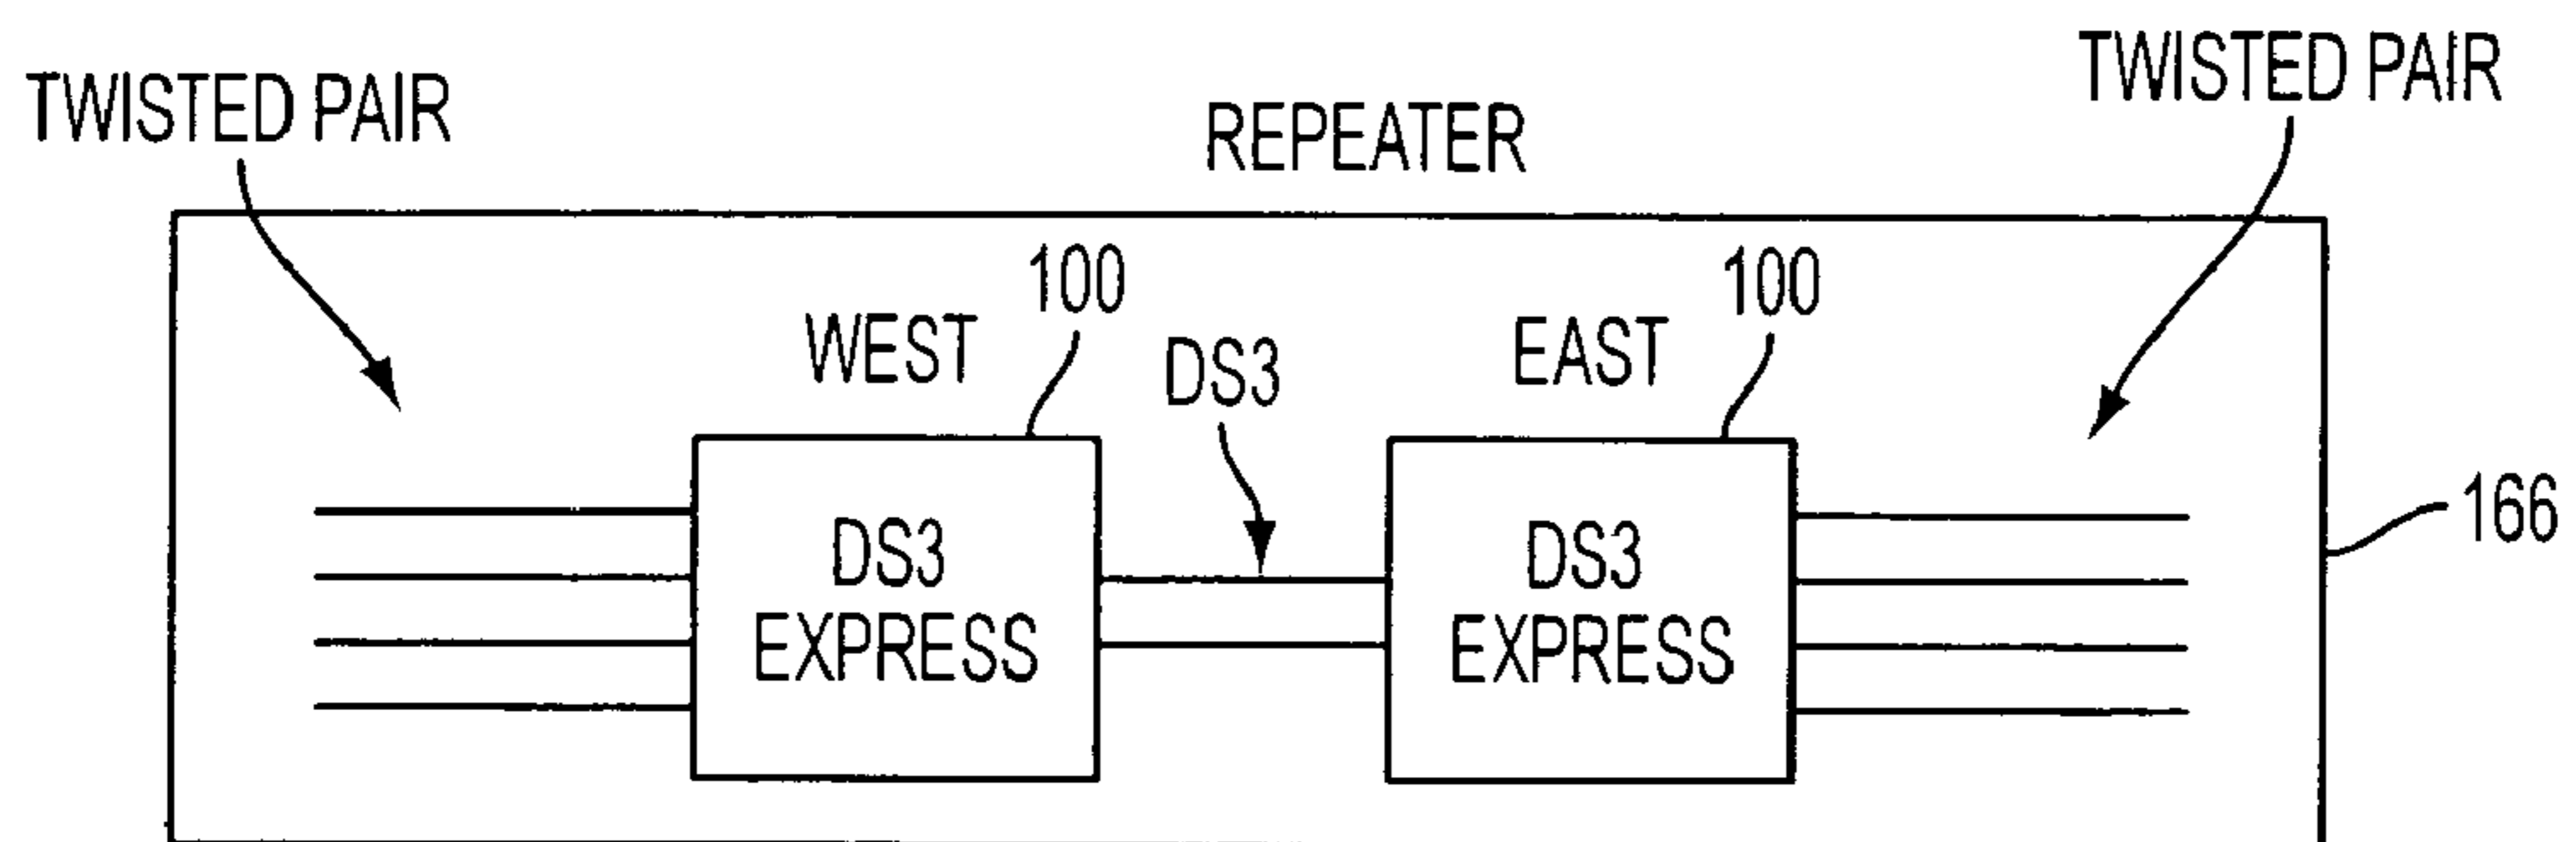 TWISTED PAIR
REPEATER
TWISTED PAIR
WEST
100
DS3
EAST
100
166
DS3
EXPRESS
DS3
EXPRESS